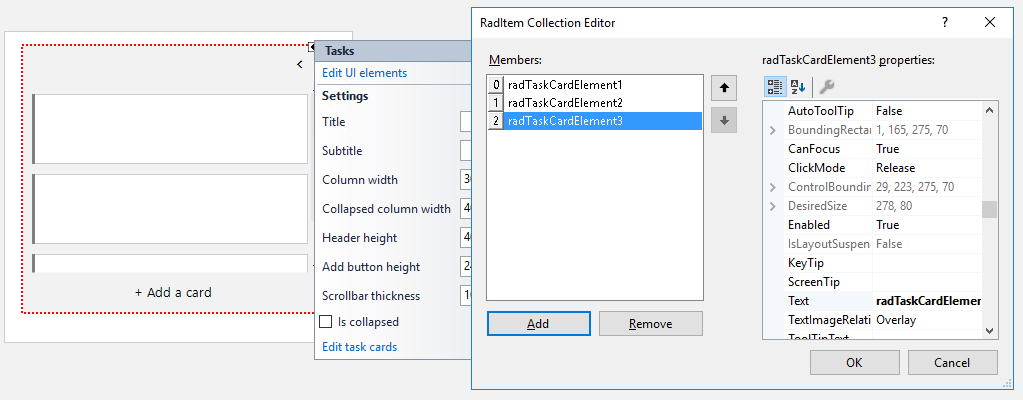 + Add a card
Tasks
Edit UI elements
Settings
Title
Subtitle
Column width
Collapsed column width
Header height
Add button height
Scrollbar thickness
Is collapsed
Edit task cards
RadItem Collection Editor
?
Members:
0 radTaskCardElement1
1 radTaskCardElement2
2 radTaskCardElement3
Add
Remove
radTaskCardElement3 properties:
AutoToolTip False
BoundingRecta 1, 165, 275, 70
CanFocus True
ClickMode Release
ControlBounding 29, 223, 275, 70
DesiredSize 278, 80
Enabled True
IsLayoutSuspen False
KeyTip
ScreenTip
Text radTaskCardElemen
TextImageRelati Overlay
ToolTipText
OK
Cancel